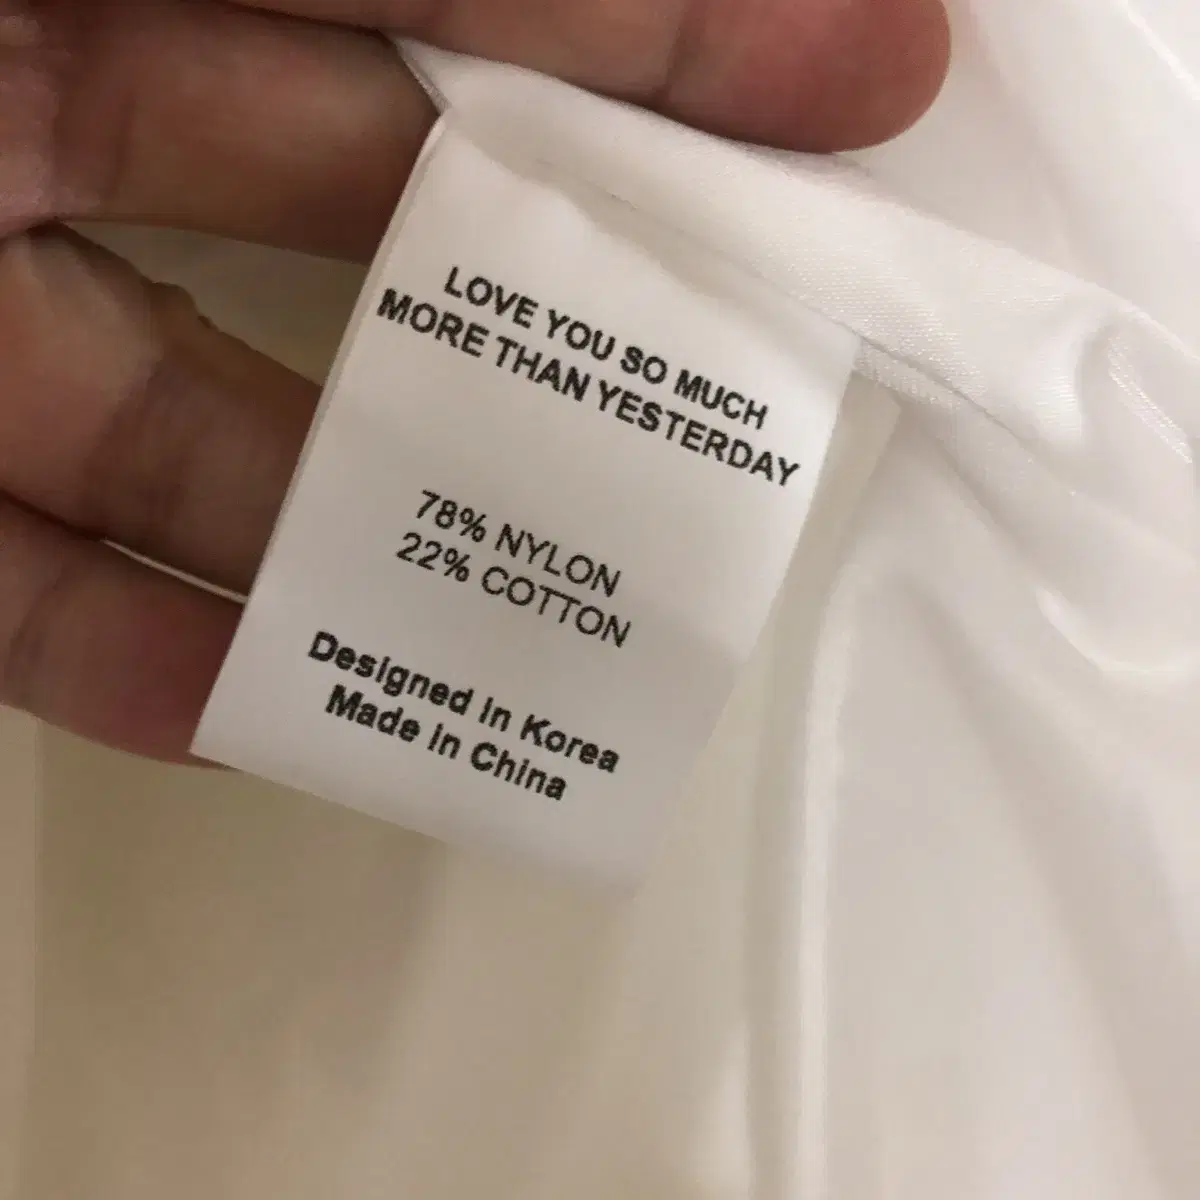 LOVE YOU SO MUCH
MORE THAN YESTERDAY
78% NYLON
22% COTTON
Designed in Korea
Made in China